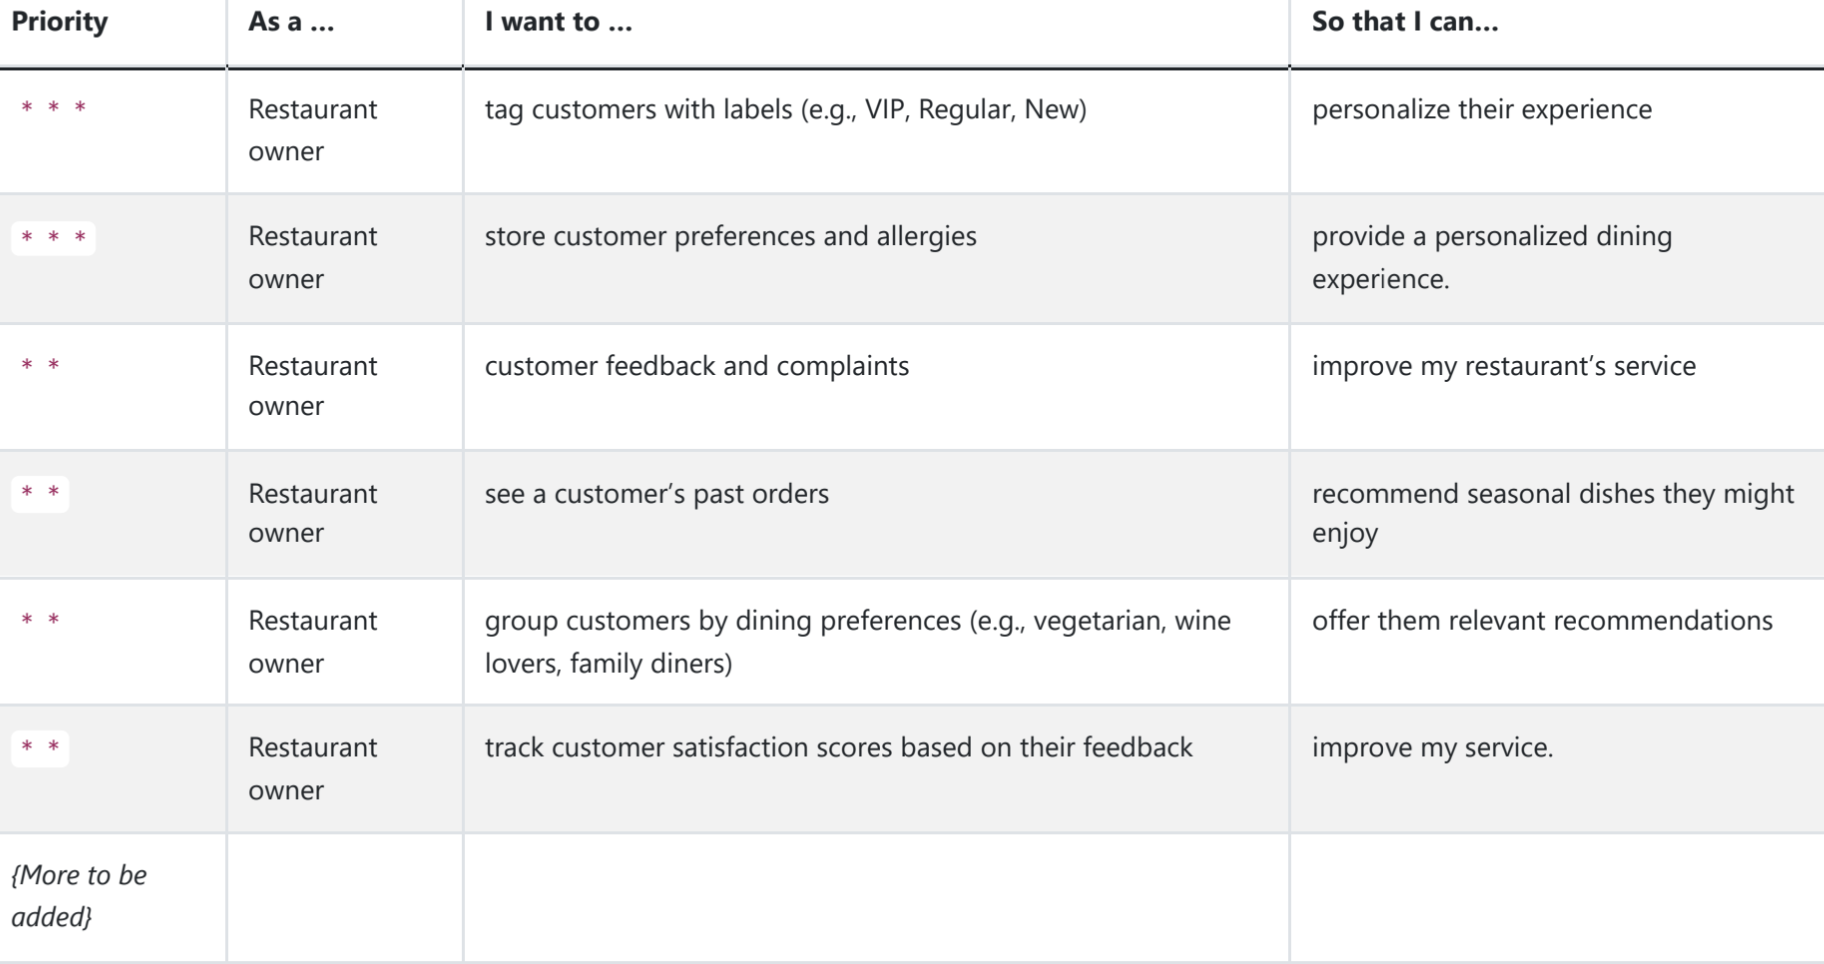 Priority As a ... I want to ... So that I can...
* * * Restaurant tag customers with labels (e.g., VIP, Regular, New) personalize their experience
owner
* * * Restaurant store customer preferences and allergies provide a personalized dining
owner experience.
* * Restaurant customer feedback and complaints improve my restaurant’s service
owner
* * Restaurant see a customer’s past orders recommend seasonal dishes they might
owner enjoy
* * Restaurant group customers by dining preferences (e.g., vegetarian, wine offer them relevant recommendations
owner lovers, family diners)
* * Restaurant track customer satisfaction scores based on their feedback improve my service.
owner
{More to be
added}